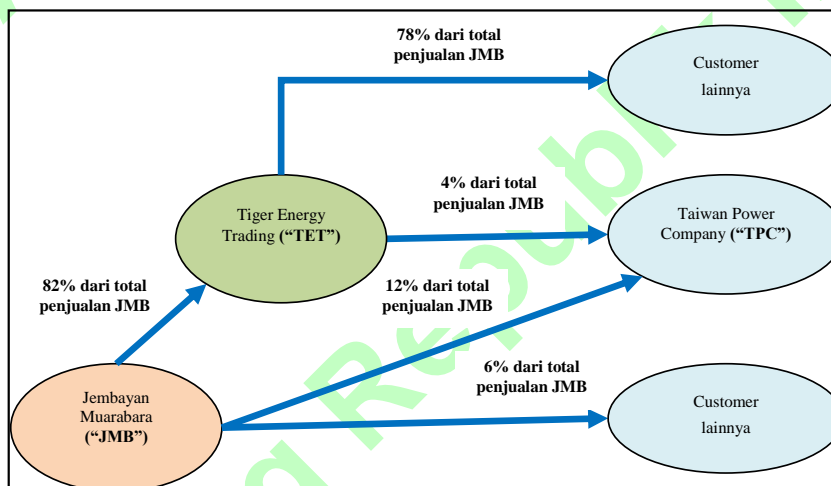 78% dari total
penjualan JMB
Customer
lainnya
Tiger Energy
Trading ("TET")
4% dari total
penjualan JMB
Taiwan Power
Company ("TPC")
82% dari total
penjualan JMB
12% dari total
penjualan JMB
6% dari total
penjualan JMB
Jembayan
Muarabara
("JMB")
Customer
lainnya